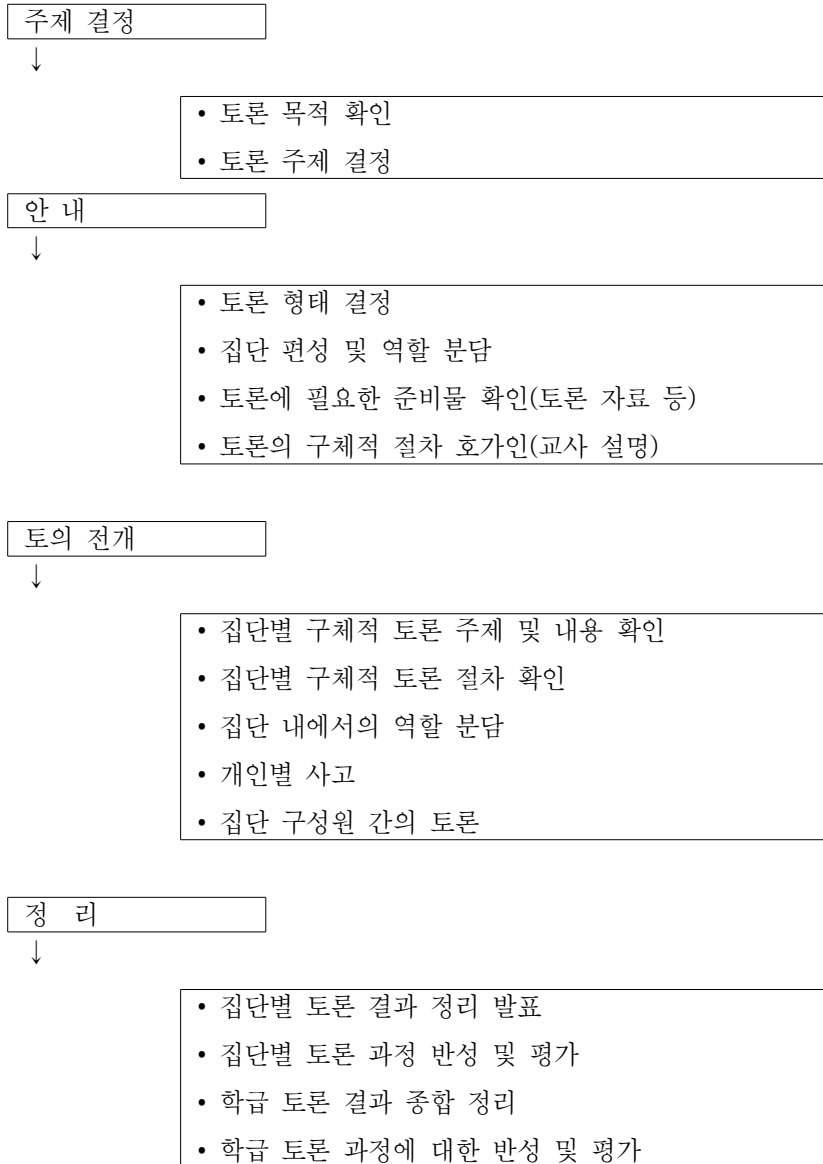 주제 결정
↓
• 토론 목적 확인
• 토론 주제 결정
안 내
↓
• 토론 형태 결정
• 집단 편성 및 역할 분담
• 토론에 필요한 준비물 확인(토론 자료 등)
• 토론의 구체적 절차 호가인(교사 설명)
토의 전개
↓
• 집단별 구체적 토론 주제 및 내용 확인
• 집단별 구체적 토론 절차 확인
• 집단 내에서의 역할 분담
• 개인별 사고
• 집단 구성원 간의 토론
정 리
↓
• 집단별 토론 결과 정리 발표
• 집단별 토론 과정 반성 및 평가
• 학급 토론 결과 종합 정리
• 학급 토론 과정에 대한 반성 및 평가